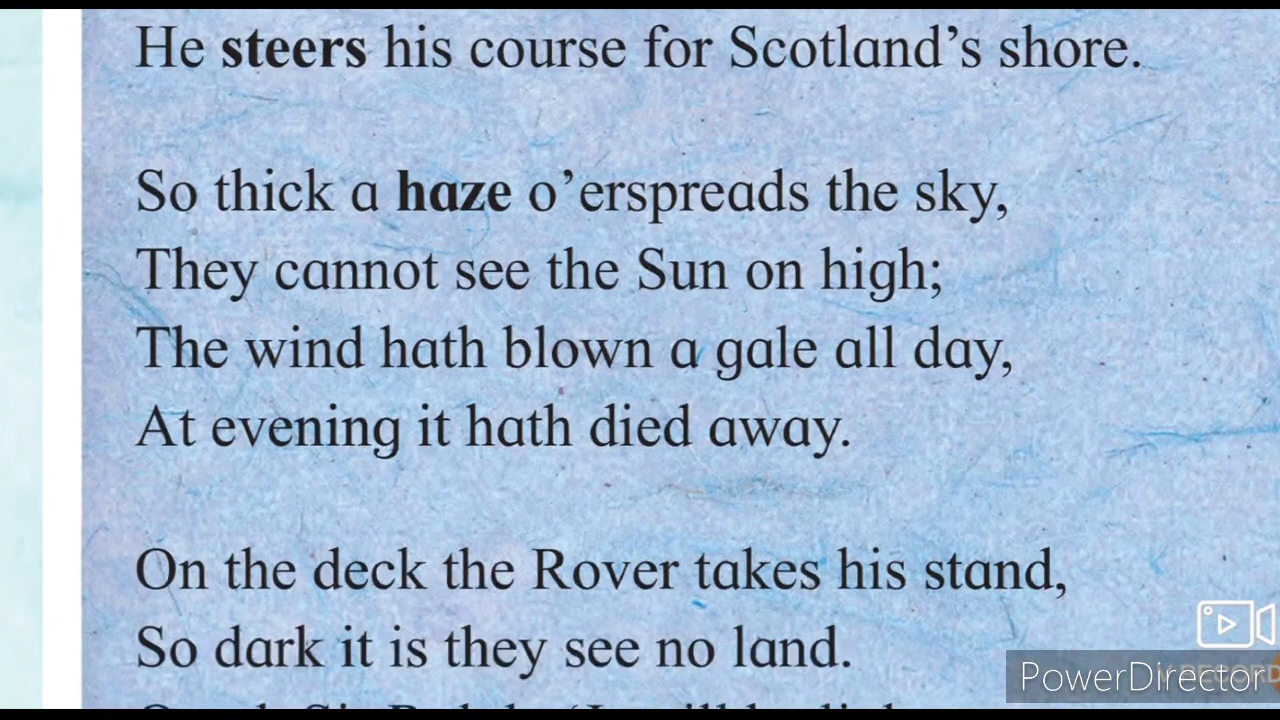 He steers his course for Scotland’s shore.
So thick a haze o’erspreads the sky,
They cannot see the Sun on high;
The wind hath blown a gale all day,
At evening it hath died away.
On the deck the Rover takes his stand,
So dark it is they see no land.
PowerDirector